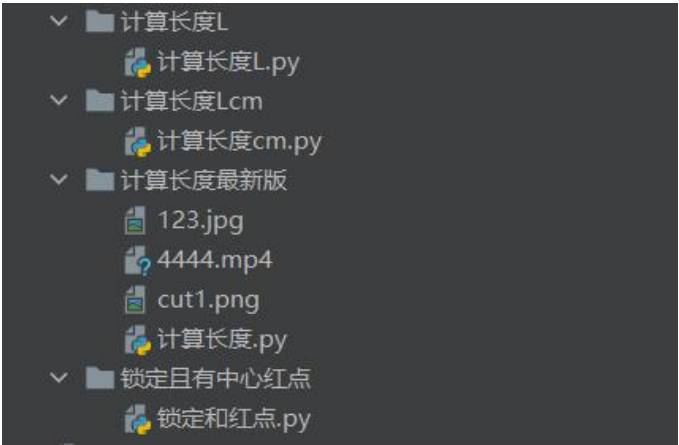 计算长度L
计算长度L.py
计算长度Lcm
计算长度cm.py
计算长度最新版
123.jpg
4444.mp4
cut1.png
计算长度.py
锁定且有中心红点
锁定和红点.py